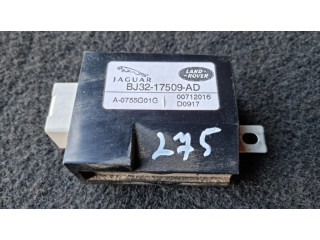 JAGUAR
LAND-
ROVER
BJ32-17509-AD
A-0755G01G
00712016
D0917
275